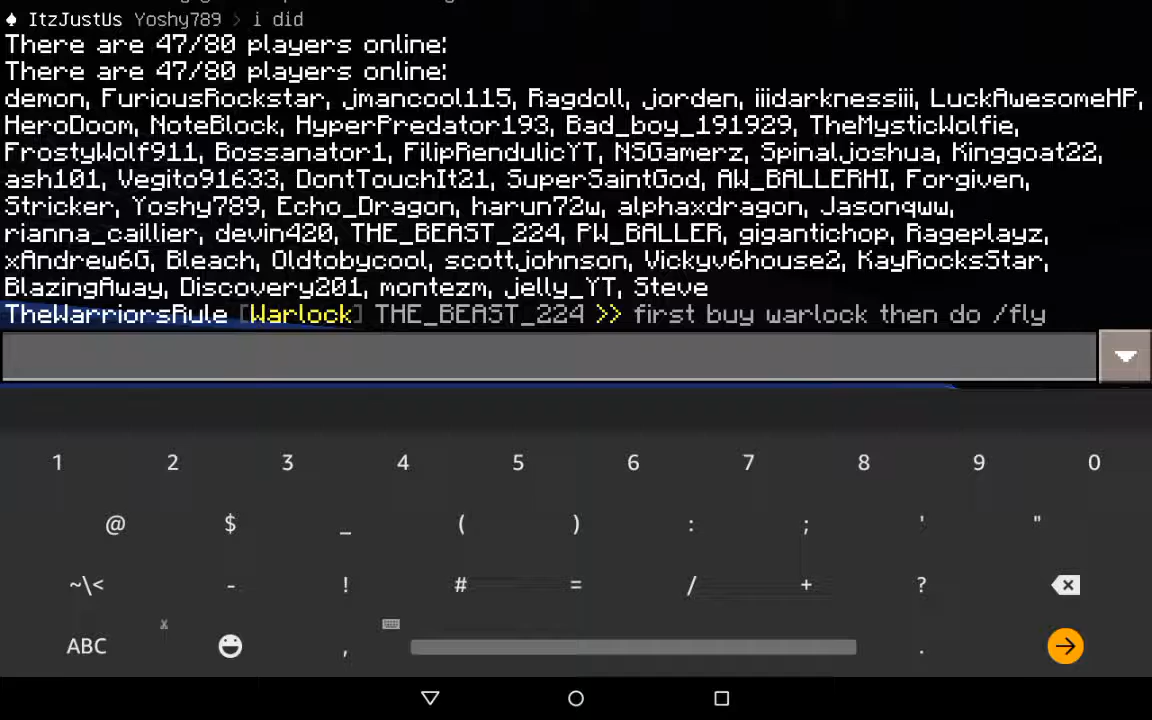 ♠ ItzJustUs Yoshy789 > i did
There are 47/80 players online:
There are 47/80 players online:
demon, FuriousRockstar, jmancool115, Ragdoll, jorden, iiidarknessiii, LuckAwesomeHP,
HeroDoom, NoteBlock, HyperPredator193, Bad_boy_191929, TheMysticWolfie,
FrostyWolf911, Bossanator1, FilipRendulicYT, NSGamerz, Spinaljoshua, Kinggoat22,
ash101, Vegito91633, DontTouchIt21, SuperSaintGod, AW_BALLERHI, Forgiven,
Stricker, Yoshy789, Echo_Dragon, harun72w, alphaxdragon, Jasonqww,
rianna_caillier, devin420, THE_BEAST_224, PW_BALLER, gigantichop, Rageplayz,
xAndrew6G, Bleach, Oldtobycool, scottjohnson, Vickyv6house2, KayRocksStar,
BlazingAway, Discovery201, montezm, jelly_YT, Steve
TheWarriorsRule [Warlock] THE_BEAST_224 >> first buy warlock then do /fly
1 2 3 4 5 6 7 8 9 0
@ $ _ ( ) : ; ' "
~\< - ! # = / + ?
ABC , .